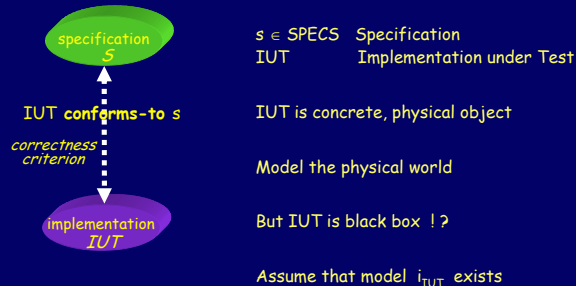 specification
S
IUT conforms-to s
correctness
criterion
implementation
IUT
s ∈ SPECS Specification
IUT Implementation under Test
IUT is concrete, physical object
Model the physical world
But IUT is black box ! ?
Assume that model i_IUT exists